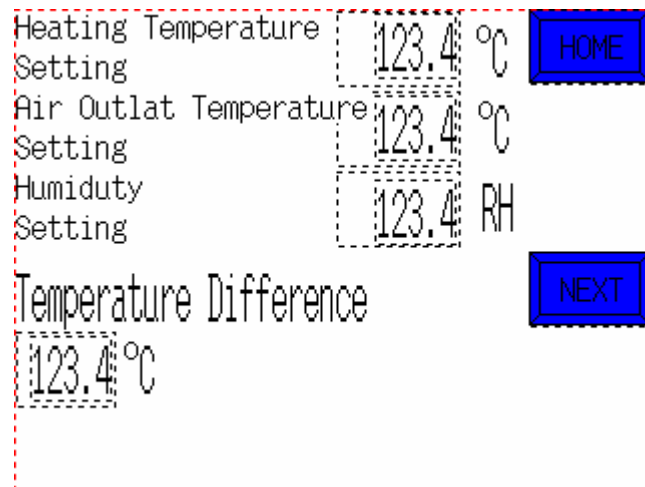 Heating Temperature
Setting
123.4 °C
HOME
Air Outlat Temperature
Setting
123.4 °C
Humiduty
Setting
123.4 RH
Temperature Difference
NEXT
123.4 °C